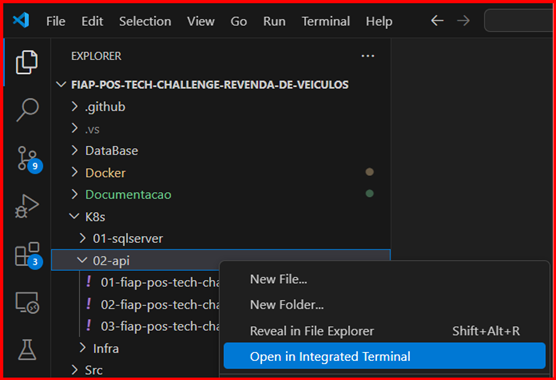 File Edit Selection View Go Run Terminal Help
EXPLORER
FIAP-POS-TECH-CHALLENGE-REVENDA-DE-VEICULOS
.github
.vs
DataBase
9
Docker
Documentacao
K8s
01-sqlserver
3
02-api
01-fiap-pos-tech-cha
02-fiap-pos-tech-cha
03-fiap-pos-tech-cha
Infra
Src
New File...
New Folder...
Reveal in File Explorer Shift+Alt+R
Open in Integrated Terminal